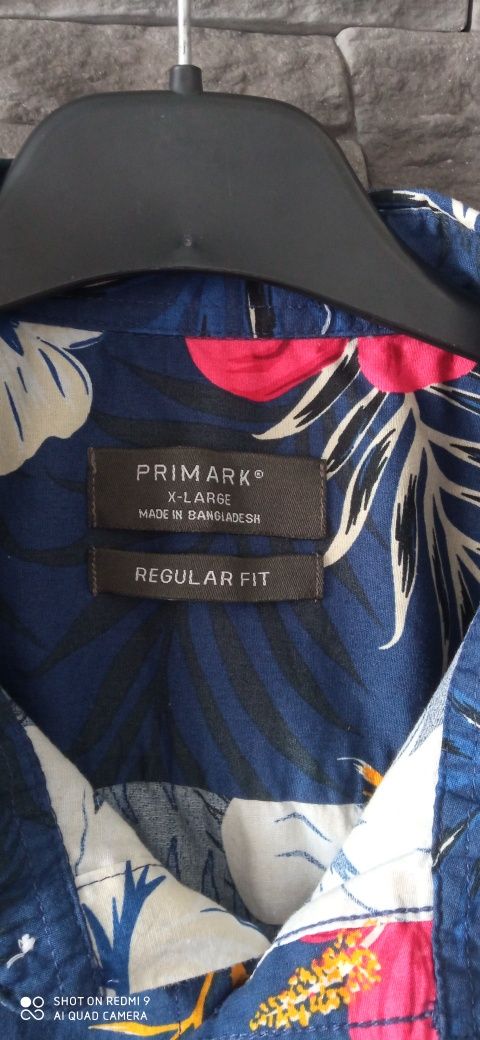 PRIMARK®
X-LARGE
MADE IN BANGLADESH
REGULAR FIT
SHOT ON REDMI 9
AI QUAD CAMERA